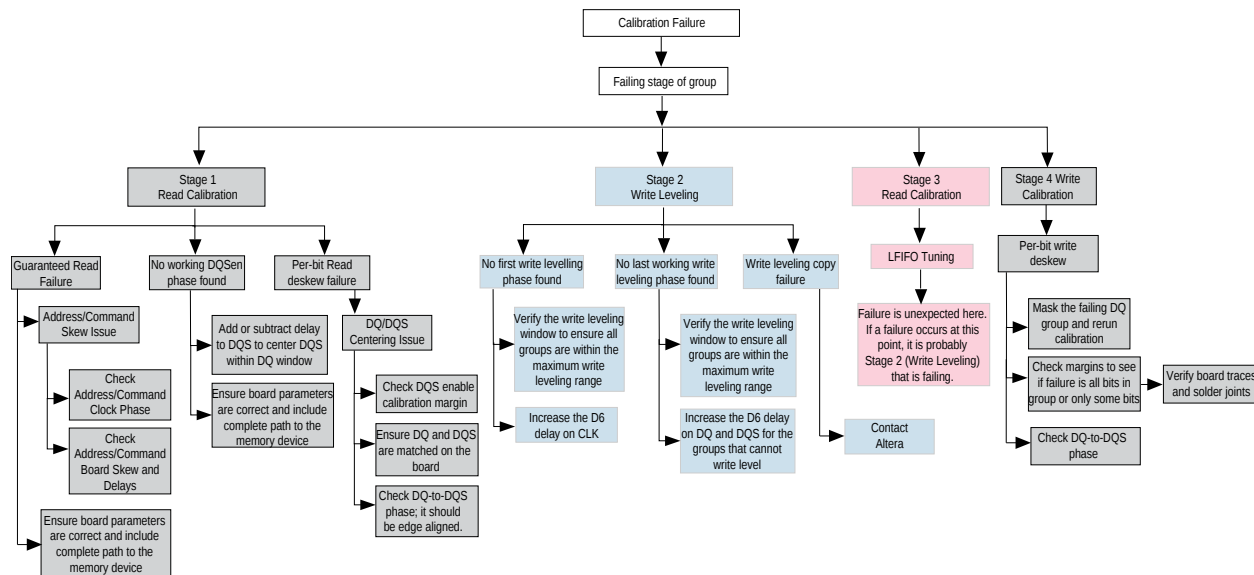 Calibration Failure
Failing stage of group
Stage 1
Read Calibration
Stage 2
Write Leveling
Stage 3
Read Calibration
Stage 4 Write
Calibration
Guaranteed Read
Failure
No working DQSen
phase found
Per-bit Read
deskew failure
No first write levelling
phase found
No last working write
leveling phase found
Write leveling copy
failure
LFIFO Tuning
Per-bit write
deskew
Address/Command
Skew Issue
Check
Address/Command
Clock Phase
Check
Address/Command
Board Skew and
Delays
Ensure board parameters
are correct and include
complete path to the
memory device
Add or subtract delay
to DQS to center DQS
within DQ window
Ensure board parameters
are correct and include
complete path to the
memory device
DQ/DQS
Centering Issue
Check DQS enable
calibration margin
Ensure DQ and DQS
are matched on the
board
Check DQ-to-DQS
phase; it should
be edge aligned.
Verify the write leveling
window to ensure all
groups are within the
maximum write
leveling range
Increase the D6
delay on CLK
Verify the write leveling
window to ensure all
groups are within the
maximum write
leveling range
Increase the D6 delay
on DQ and DQS for the
groups that cannot
write level
Contact
Altera
Failure is unexpected here.
If a failure occurs at this
point, it is probably
Stage 2 (Write Leveling)
that is failing.
Mask the failing DQ
group and rerun
calibration
Check margins to see
if failure is all bits in
group or only some bits
Verify board traces
and solder joints
Check DQ-to-DQS
phase